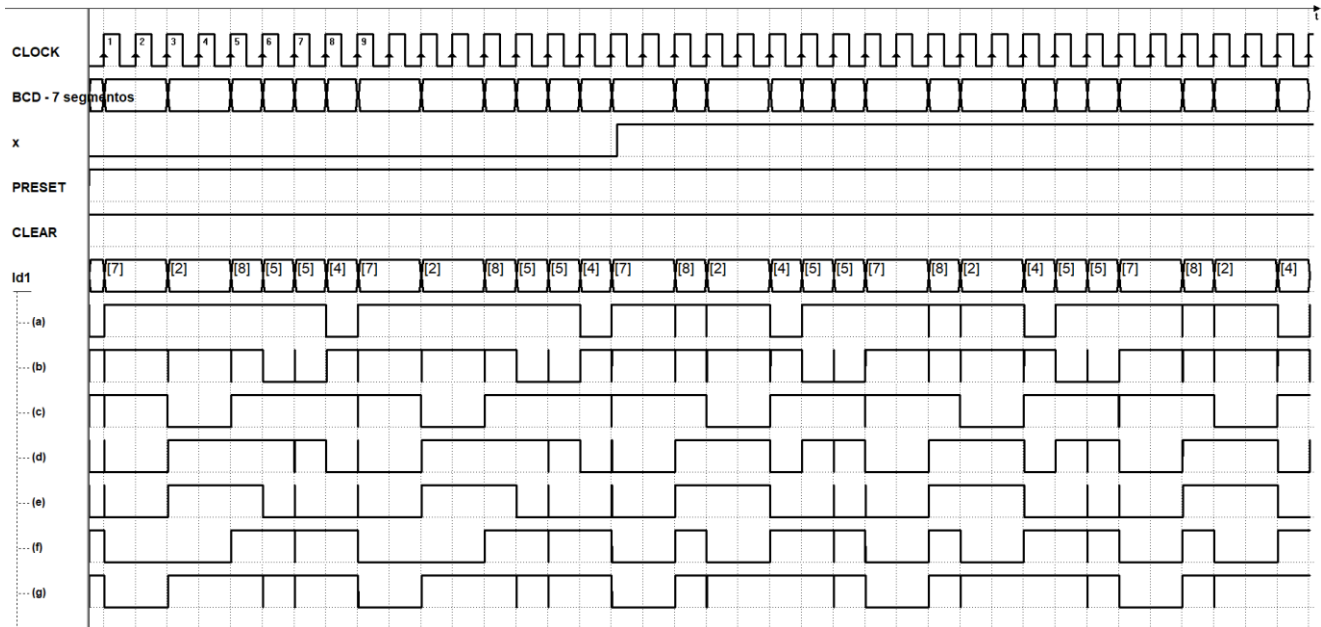 t
CLOCK 1 2 3 4 5 6 7 8 9
BCD - 7 segmentos
x
PRESET
CLEAR
Id1 [7] [2] [8] [5] [5] [4] [7] [2] [8] [5] [5] [4] [7] [8] [2] [4] [5] [5] [7] [8] [2] [4] [5] [5] [7] [8] [2] [4]
(a)
(b)
(c)
(d)
(e)
(f)
(g)